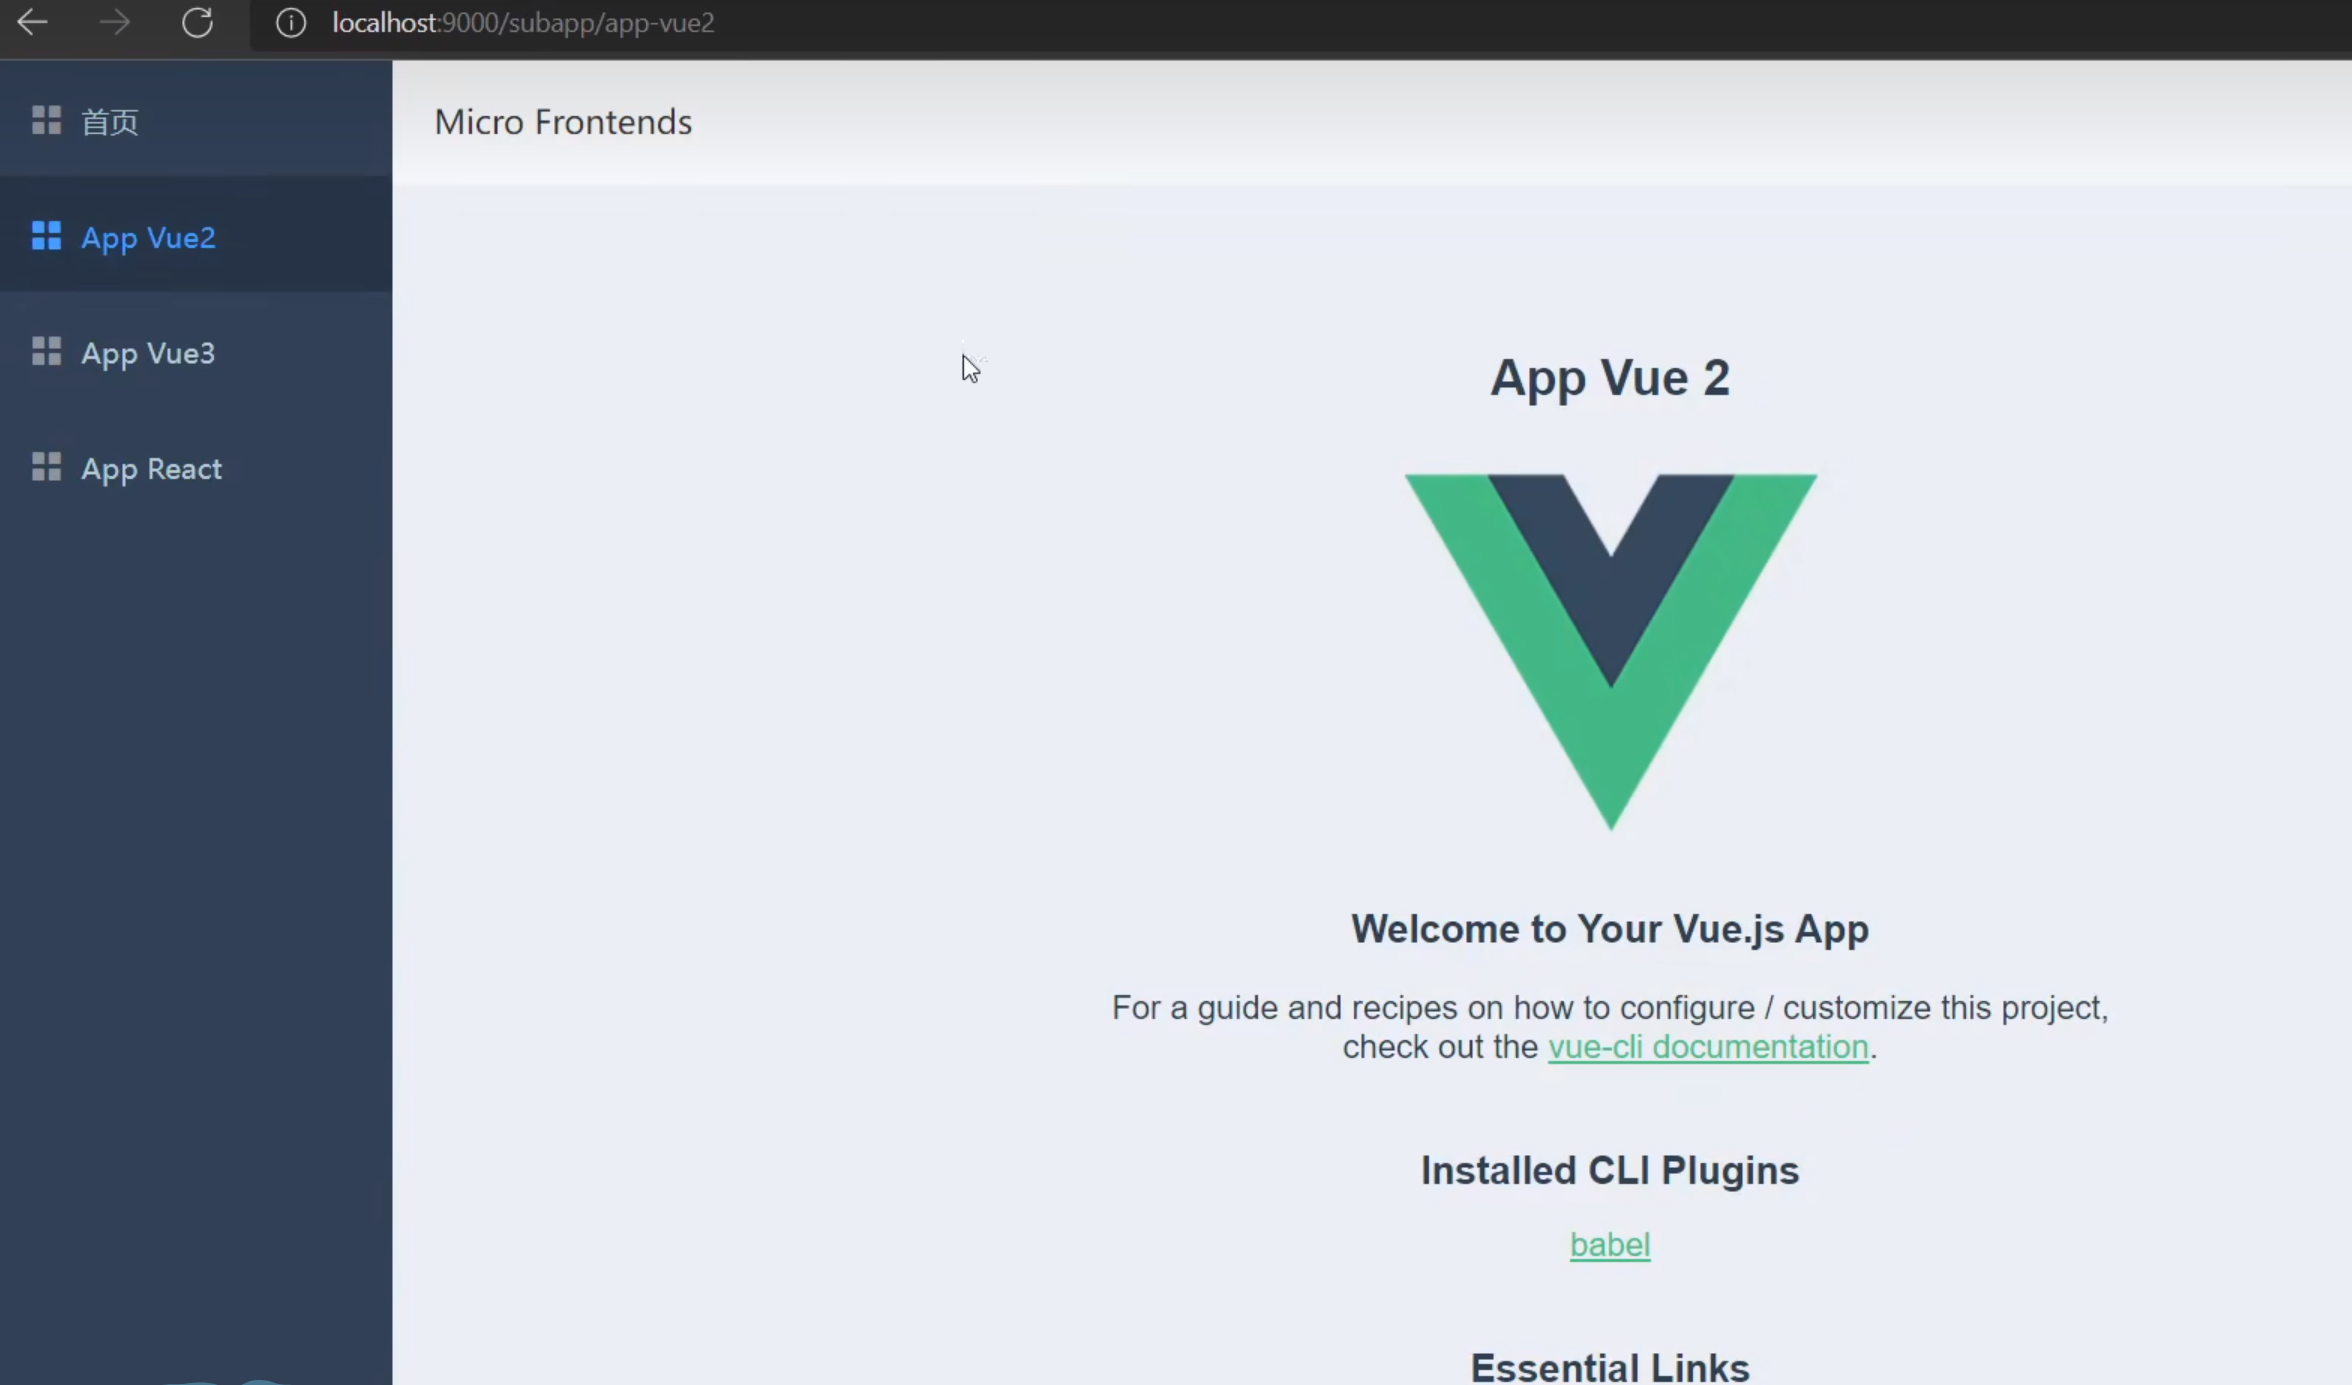 localhost:9000/subapp/app-vue2
首页
App Vue2
App Vue3
App React
Micro Frontends
App Vue 2
Welcome to Your Vue.js App
For a guide and recipes on how to configure / customize this project,
check out the vue-cli documentation.
Installed CLI Plugins
babel
Essential Links